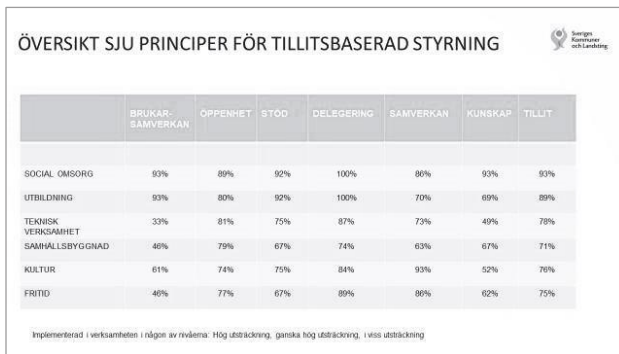 ÖVERSIKT SJU PRINCIPER FÖR TILLITSBASERAD STYRNING
Sveriges
Kommuner
och Landsting
BRUKAR-
SAMVERKAN ÖPPENHET STÖD DELEGERING SAMVERKAN KUNSKAP TILLIT
SOCIAL OMSORG 93% 89% 92% 100% 86% 93% 93%
UTBILDNING 93% 80% 92% 100% 70% 69% 89%
TEKNISK
VERKSAMHET 33% 81% 75% 87% 73% 49% 78%
SAMHÄLLSBYGGNAD 46% 79% 67% 74% 63% 67% 71%
KULTUR 61% 74% 75% 84% 93% 52% 76%
FRITID 46% 77% 67% 89% 86% 62% 75%
Implementerad i verksamheten i någon av nivåerna: Hög utsträckning, ganska hög utsträckning, i viss utsträckning